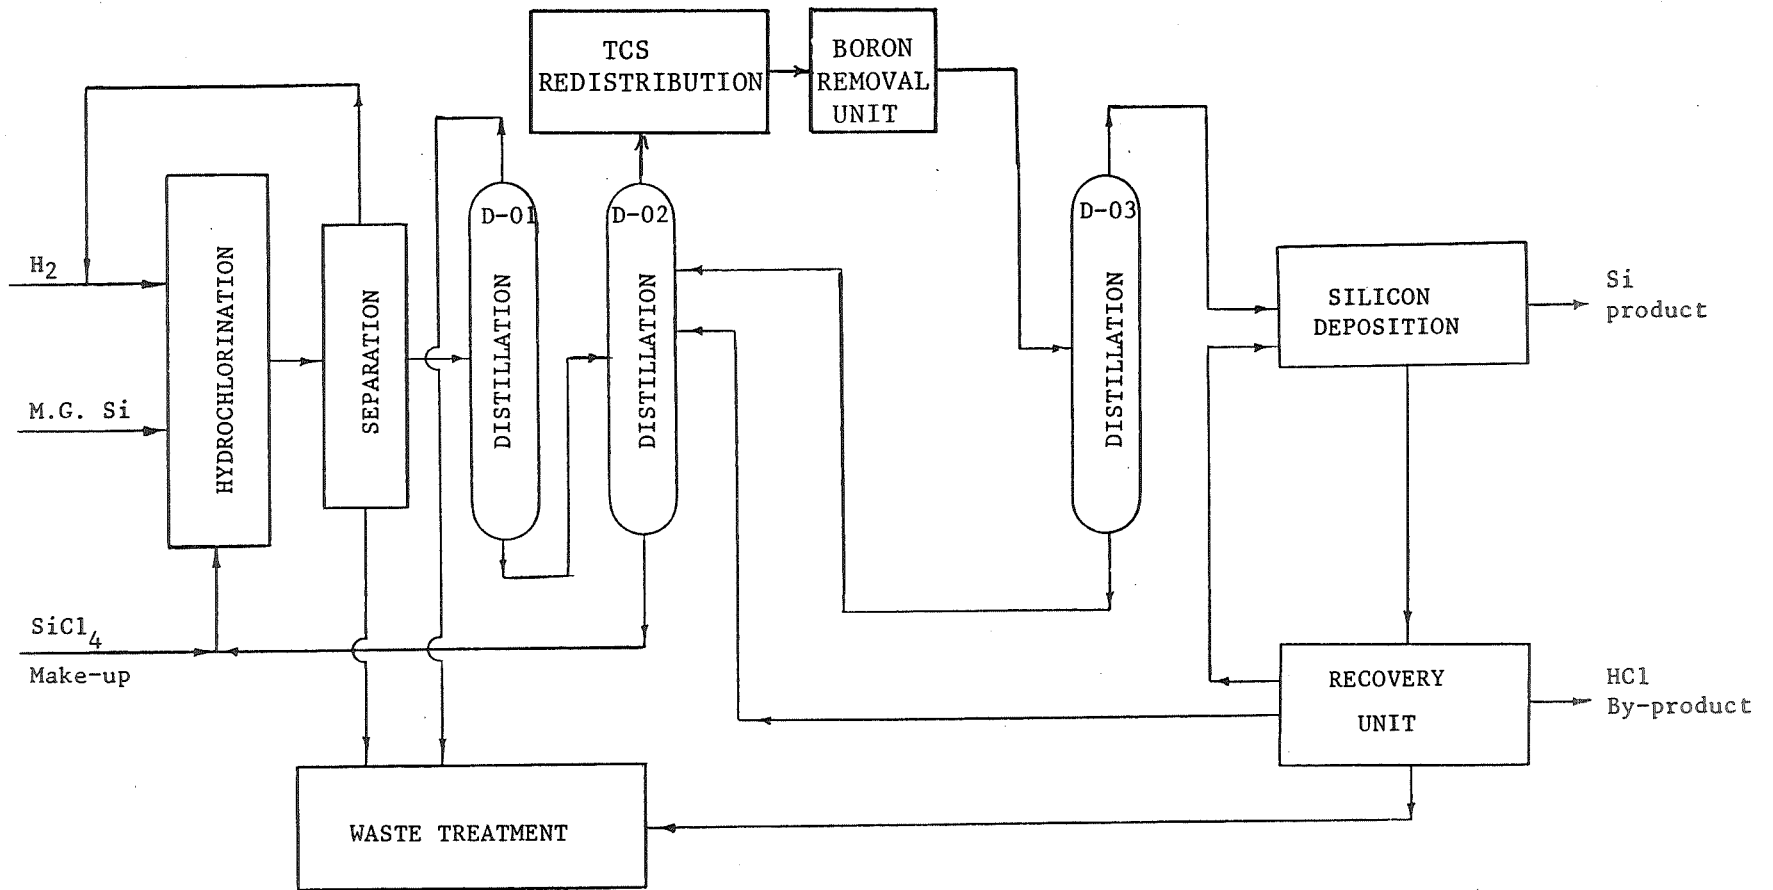 TCS
REDISTRIBUTION
BORON
REMOVAL
UNIT
H2
M.G. Si
SiCl4
Make-up
HYDROCHLORINATION
SEPARATION
D-01
DISTILLATION
D-02
DISTILLATION
D-03
DISTILLATION
SILICON
DEPOSITION
Si
product
RECOVERY
UNIT
HCl
By-product
WASTE TREATMENT